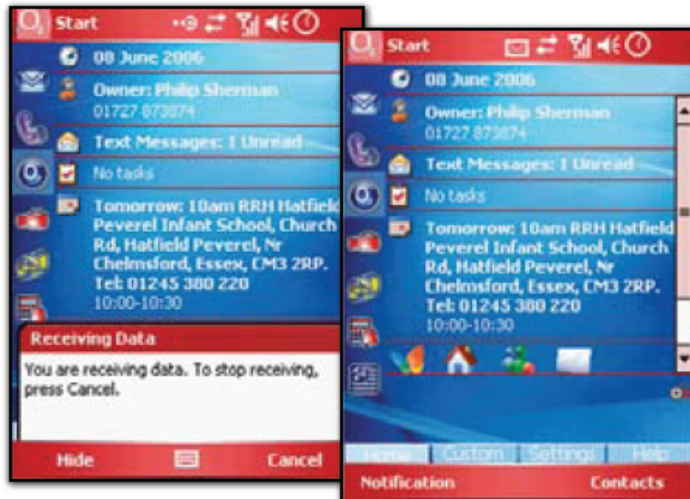 O2 Start
08 June 2006
Owner: Philip Sherman
01727 873874
Text Messages: 1 Unread
No tasks
Tomorrow: 10am RRH Hatfield
Peverel Infant School, Church
Rd, Hatfield Peverel, Nr
Chelmsford, Essex, CM3 2RP.
Tel: 01245 380 220
10:00-10:30
Receiving Data
You are receiving data. To stop receiving,
press Cancel.
Hide Cancel
O2 Start
08 June 2006
Owner: Philip Sherman
01727 873874
Text Messages: 1 Unread
No tasks
Tomorrow: 10am RRH Hatfield
Peverel Infant School, Church
Rd, Hatfield Peverel, Nr
Chelmsford, Essex, CM3 2RP.
Tel: 01245 380 220
10:00-10:30
Home Custom Settings Help
Notification Contacts